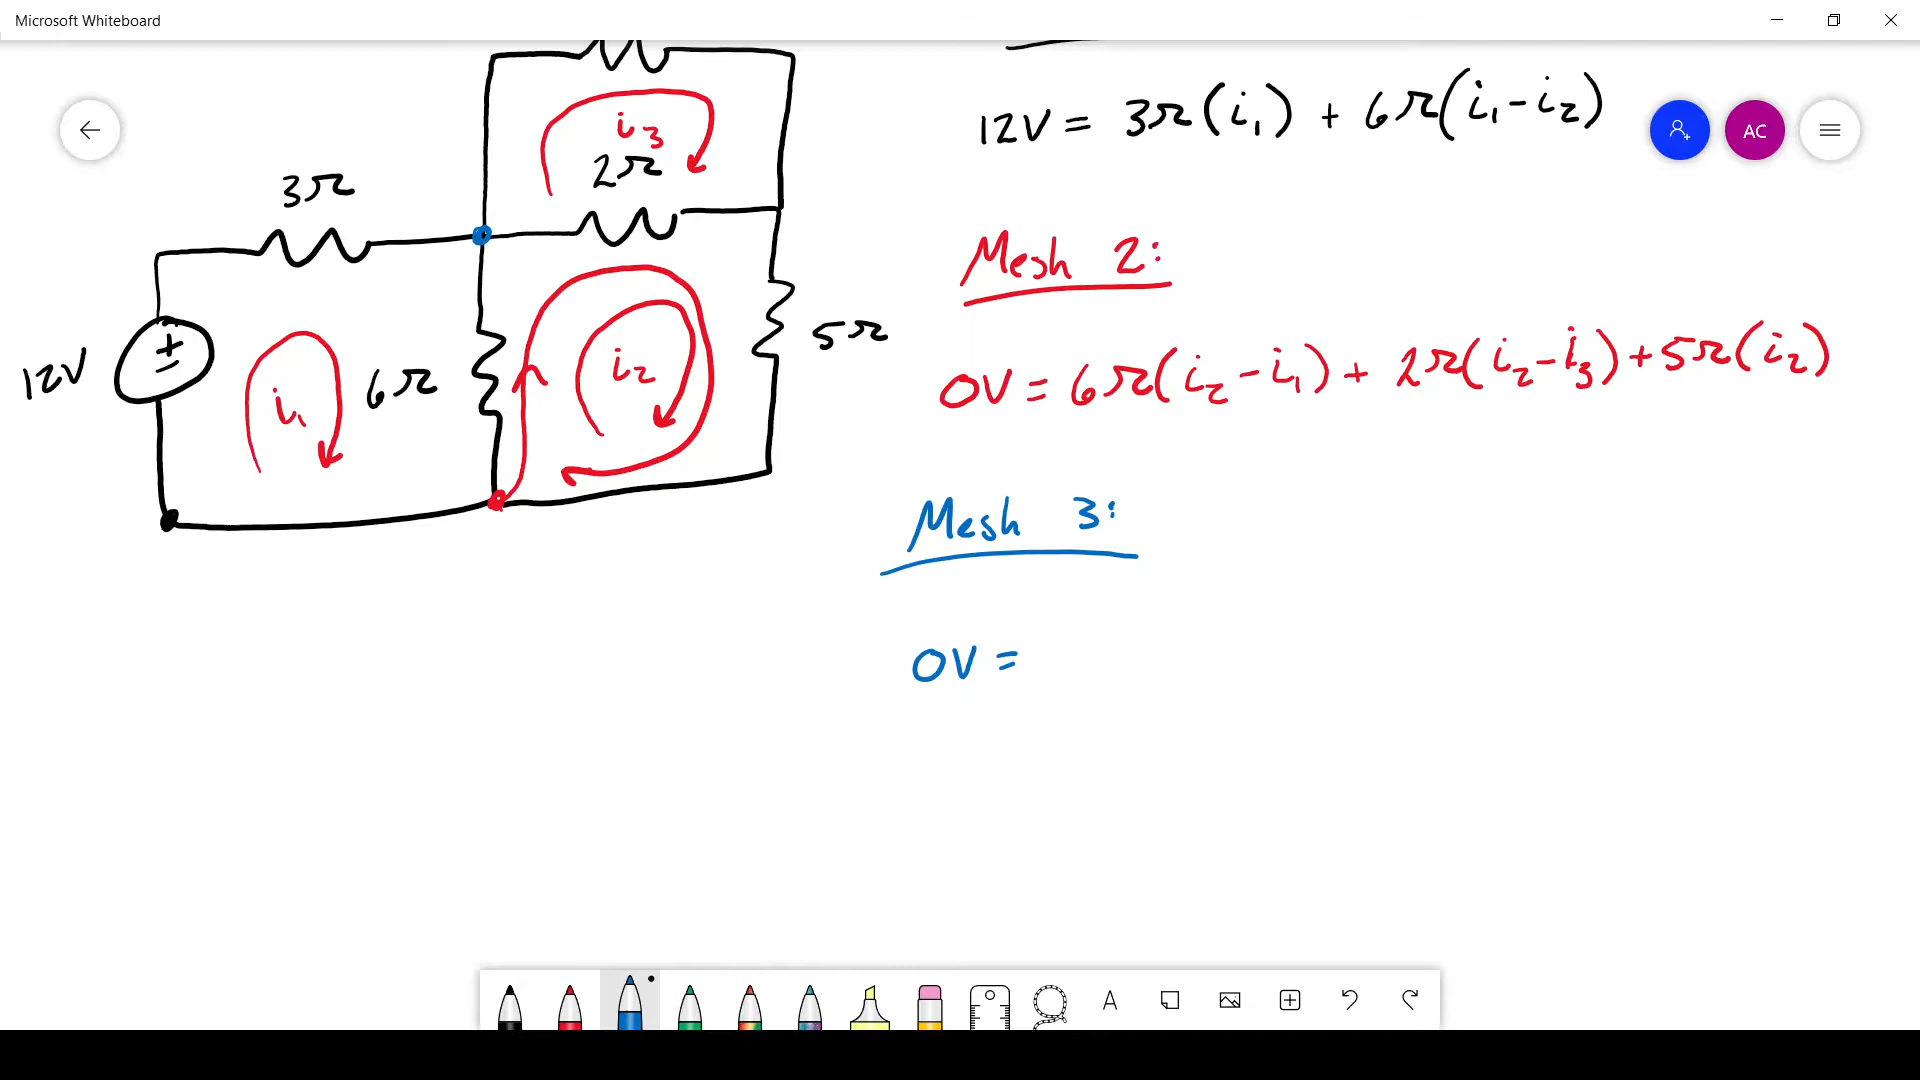 Microsoft Whiteboard
12V = 3Ω(i₁) + 6Ω(i₁-i₂)
AC
i₃
2Ω
3Ω
Mesh 2:
0V = 6Ω(i₂-i₁) + 2Ω(i₂-i₃)+5Ω(i₂)
5Ω
12V
+
i₁
6Ω
i₂
Mesh 3:
0V =
A